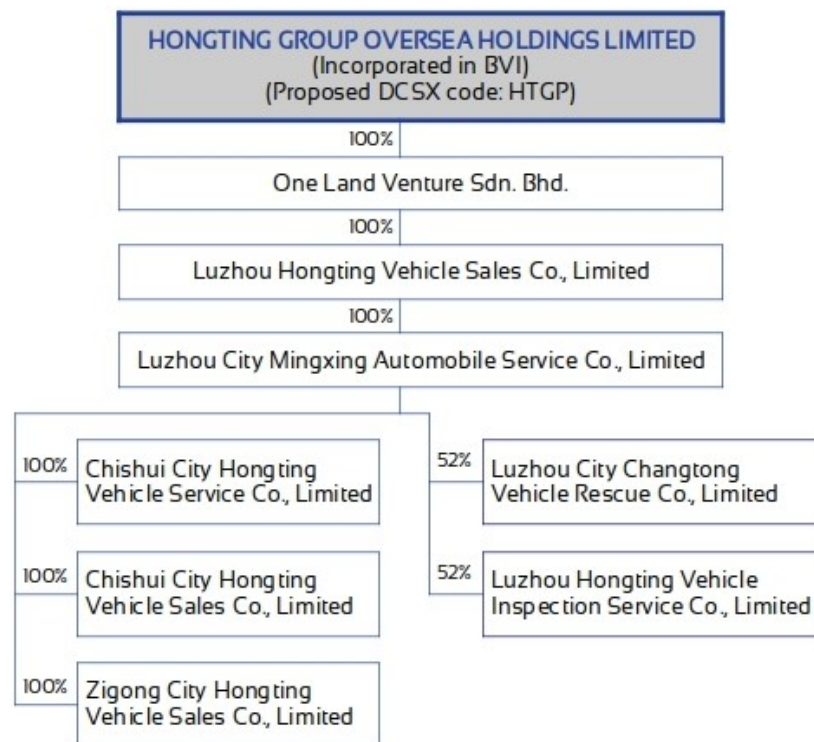 HONGTING GROUP OVERSEA HOLDINGS LIMITED
(Incorporated in BVI)
(Proposed DCSX code: HTGP)
100%
One Land Venture Sdn. Bhd.
100%
Luzhou Hongting Vehicle Sales Co., Limited
100%
Luzhou City Mingxing Automobile Service Co., Limited
100%
Chishui City Hongting
Vehicle Service Co., Limited
52%
Luzhou City Changtong
Vehicle Rescue Co., Limited
100%
Chishui City Hongting
Vehicle Sales Co., Limited
52%
Luzhou Hongting Vehicle
Inspection Service Co., Limited
100%
Zigong City Hongting
Vehicle Sales Co., Limited